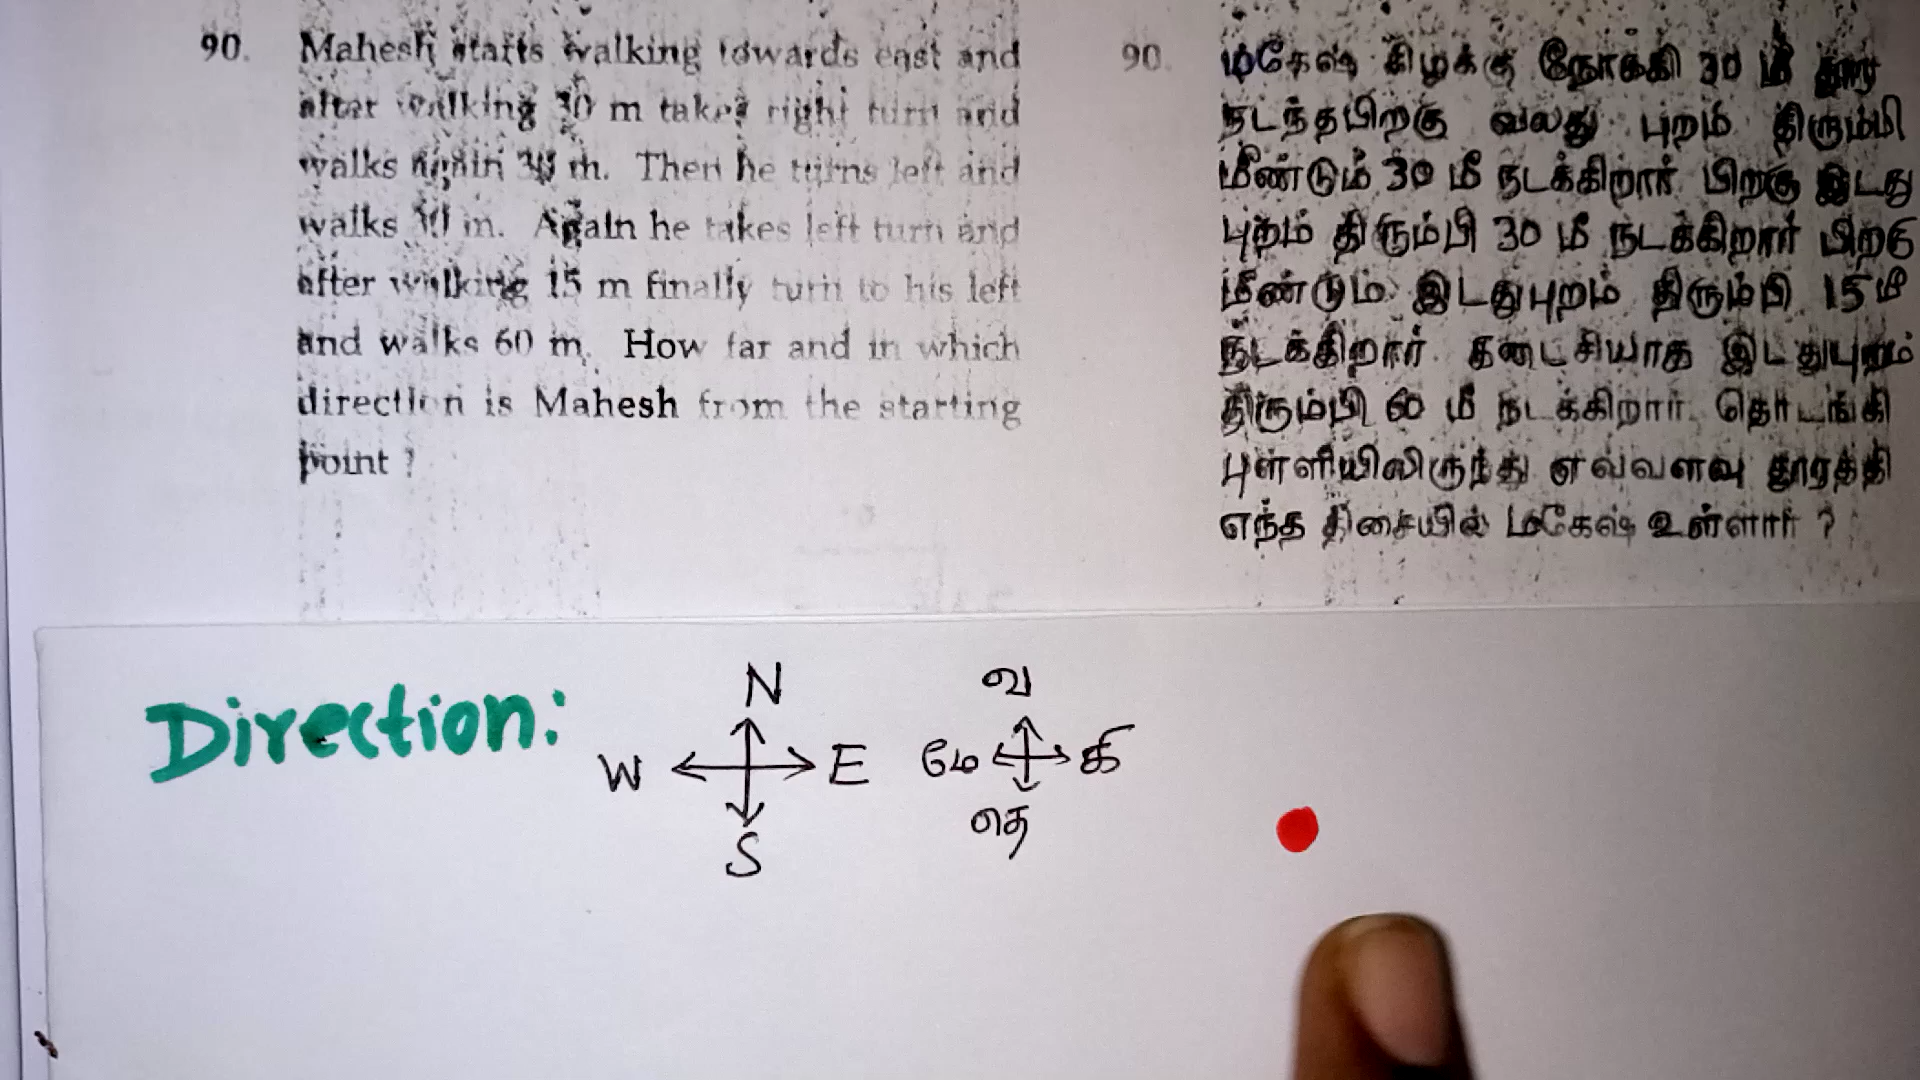 90. Mahesh starts walking towards east and
after walking 30 m takes right turn and
walks again 30 m. Then he turns left and
walks 30 m. Again he takes left turn and
after walking 15 m finally turn to his left
and walks 60 m. How far and in which
direction is Mahesh from the starting
point ?
90. மகேஷ் கிழக்கு நோக்கி 30 மீ தூர
நடந்தபிறகு வலது புறம் திரும்பி
மீண்டும் 30 மீ நடக்கிறார். பிறகு இடது
புறம் திரும்பி 30 மீ நடக்கிறார் பிறகு
மீண்டும் இடதுபுறம் திரும்பி 15 மீ
நடக்கிறார். கடைசியாக இடதுபுறம்
திரும்பி 60 மீ நடக்கிறார். தொடங்கி
புள்ளியிலிருந்து எவ்வளவு தூரத்தி
எந்த திசையில் மகேஷ் உள்ளார் ?
Direction:
N
W E
S
வ
மே கி
தெ